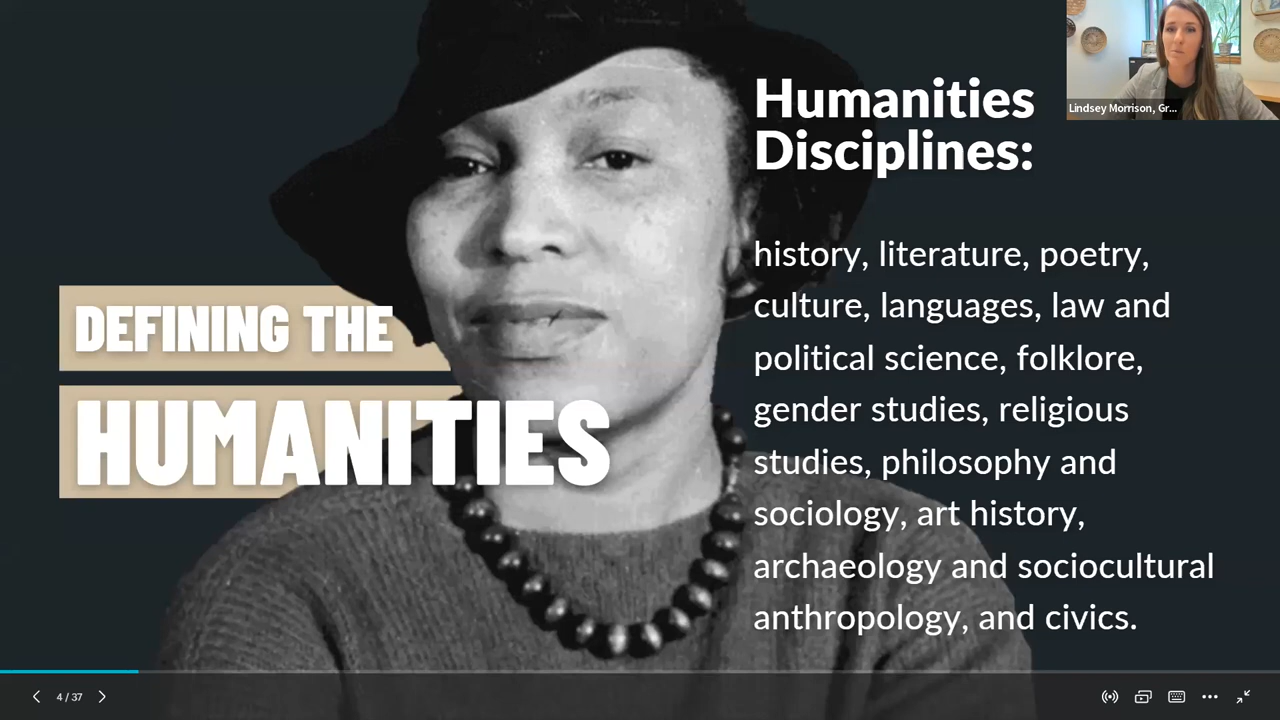 Humanities
Disciplines:
Lindsey Morrison, Gr...
history, literature, poetry,
culture, languages, law and
political science, folklore,
gender studies, religious
studies, philosophy and
sociology, art history,
archaeology and sociocultural
anthropology, and civics.
DEFINING THE
HUMANITIES
4 / 37